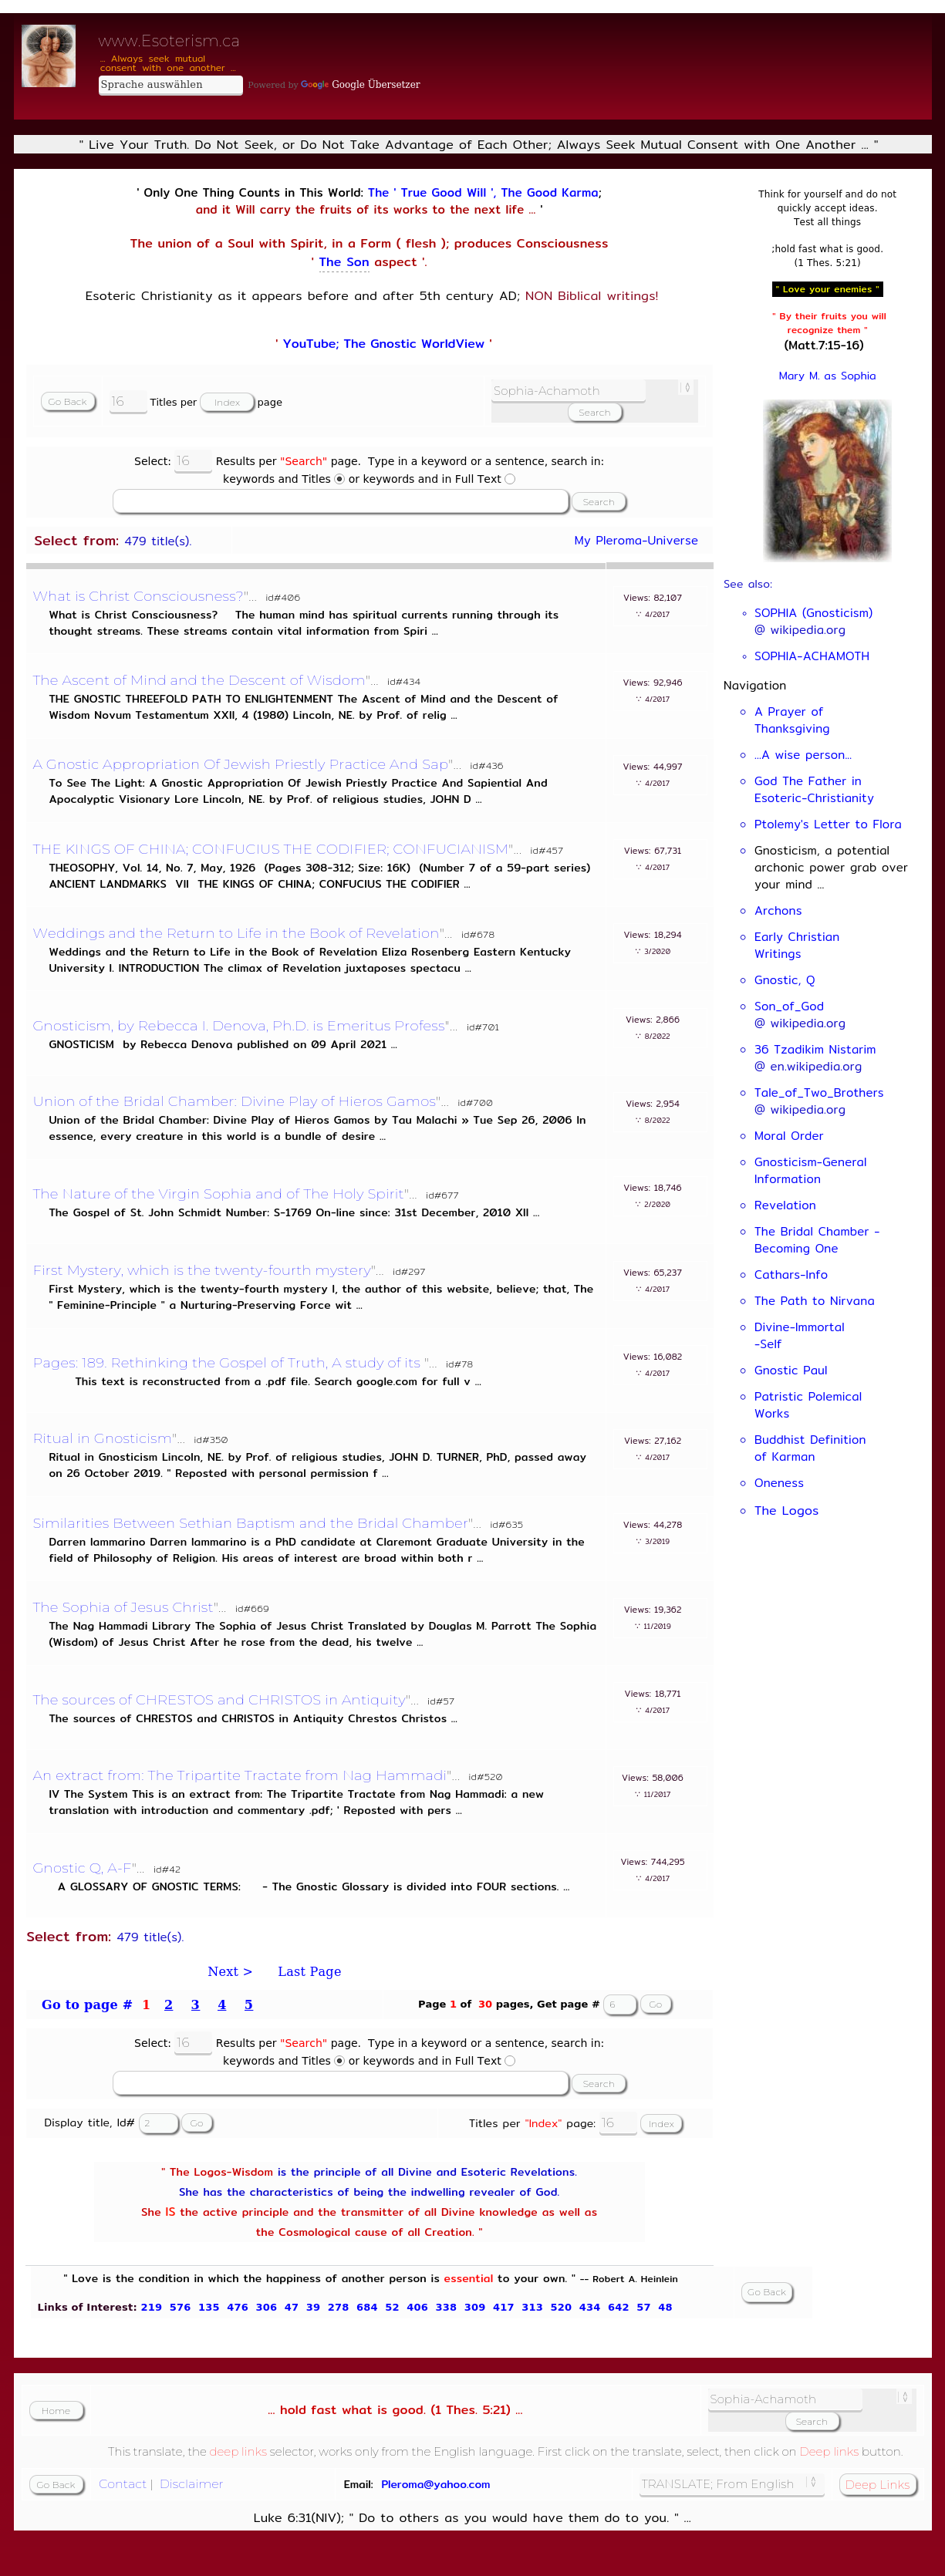 www.Esoterism.ca
... Always seek mutual
consent with one another ...
Sprache auswählen Powered by Google Google Übersetzer
" Live Your Truth. Do Not Seek, or Do Not Take Advantage of Each Other; Always Seek Mutual Consent with One Another ... "
' Only One Thing Counts in This World: The ' True Good Will ', The Good Karma;
and it Will carry the fruits of its works to the next life ... '
The union of a Soul with Spirit, in a Form ( flesh ); produces Consciousness
' The Son aspect '.
Esoteric Christianity as it appears before and after 5th century AD; NON Biblical writings!
' YouTube; The Gnostic WorldView '
Go Back 16 Titles per Index page
Sophia-Achamoth
Search
Select: 16 Results per "Search" page. Type in a keyword or a sentence, search in:
keywords and Titles or keywords and in Full Text
Search
Select from: 479 title(s).
My Pleroma-Universe
What is Christ Consciousness?"... id#406
What is Christ Consciousness? The human mind has spiritual currents running through its
thought streams. These streams contain vital information from Spiri ...
Views: 82,107
∵ 4/2017
The Ascent of Mind and the Descent of Wisdom"... id#434
THE GNOSTIC THREEFOLD PATH TO ENLIGHTENMENT The Ascent of Mind and the Descent of
Wisdom Novum Testamentum XXII, 4 (1980) Lincoln, NE. by Prof. of relig ...
Views: 92,946
∵ 4/2017
A Gnostic Appropriation Of Jewish Priestly Practice And Sap"... id#436
To See The Light: A Gnostic Appropriation Of Jewish Priestly Practice And Sapiential And
Apocalyptic Visionary Lore Lincoln, NE. by Prof. of religious studies, JOHN D ...
Views: 44,997
∵ 4/2017
THE KINGS OF CHINA; CONFUCIUS THE CODIFIER; CONFUCIANISM"... id#457
THEOSOPHY, Vol. 14, No. 7, May, 1926 (Pages 308-312; Size: 16K) (Number 7 of a 59-part series)
ANCIENT LANDMARKS VII THE KINGS OF CHINA; CONFUCIUS THE CODIFIER ...
Views: 67,731
∵ 4/2017
Weddings and the Return to Life in the Book of Revelation"... id#678
Weddings and the Return to Life in the Book of Revelation Eliza Rosenberg Eastern Kentucky
University I. INTRODUCTION The climax of Revelation juxtaposes spectacu ...
Views: 18,294
∵ 3/2020
Gnosticism, by Rebecca I. Denova, Ph.D. is Emeritus Profess"... id#701
GNOSTICISM by Rebecca Denova published on 09 April 2021 ...
Views: 2,866
∵ 8/2022
Union of the Bridal Chamber: Divine Play of Hieros Gamos"... id#700
Union of the Bridal Chamber: Divine Play of Hieros Gamos by Tau Malachi » Tue Sep 26, 2006 In
essence, every creature in this world is a bundle of desire ...
Views: 2,954
∵ 8/2022
The Nature of the Virgin Sophia and of The Holy Spirit"... id#677
The Gospel of St. John Schmidt Number: S-1769 On-line since: 31st December, 2010 XII ...
Views: 18,746
∵ 2/2020
First Mystery, which is the twenty-fourth mystery"... id#297
First Mystery, which is the twenty-fourth mystery I, the author of this website, believe; that, The
" Feminine-Principle " a Nurturing-Preserving Force wit ...
Views: 65,237
∵ 4/2017
Pages: 189. Rethinking the Gospel of Truth, A study of its "... id#78
This text is reconstructed from a .pdf file. Search google.com for full v ...
Views: 16,082
∵ 4/2017
Ritual in Gnosticism"... id#350
Ritual in Gnosticism Lincoln, NE. by Prof. of religious studies, JOHN D. TURNER, PhD, passed away
on 26 October 2019. " Reposted with personal permission f ...
Views: 27,162
∵ 4/2017
Similarities Between Sethian Baptism and the Bridal Chamber"... id#635
Darren Iammarino Darren Iammarino is a PhD candidate at Claremont Graduate University in the
field of Philosophy of Religion. His areas of interest are broad within both r ...
Views: 44,278
∵ 3/2019
The Sophia of Jesus Christ"... id#669
The Nag Hammadi Library The Sophia of Jesus Christ Translated by Douglas M. Parrott The Sophia
(Wisdom) of Jesus Christ After he rose from the dead, his twelve ...
Views: 19,362
∵ 11/2019
The sources of CHRESTOS and CHRISTOS in Antiquity"... id#57
The sources of CHRESTOS and CHRISTOS in Antiquity Chrestos Christos ...
Views: 18,771
∵ 4/2017
An extract from: The Tripartite Tractate from Nag Hammadi"... id#520
IV The System This is an extract from: The Tripartite Tractate from Nag Hammadi: a new
translation with introduction and commentary .pdf; ' Reposted with pers ...
Views: 58,006
∵ 11/2017
Gnostic Q, A-F"... id#42
A GLOSSARY OF GNOSTIC TERMS: - The Gnostic Glossary is divided into FOUR sections. ...
Views: 744,295
∵ 4/2017
Select from: 479 title(s).
Next > Last Page
Go to page # 1 2 3 4 5
Page 1 of 30 pages, Get page # 6 Go
Select: 16 Results per "Search" page. Type in a keyword or a sentence, search in:
keywords and Titles or keywords and in Full Text
Search
Display title, Id# 2 Go
Titles per "Index" page: 16 Index
" The Logos-Wisdom is the principle of all Divine and Esoteric Revelations.
She has the characteristics of being the indwelling revealer of God.
She IS the active principle and the transmitter of all Divine knowledge as well as
the Cosmological cause of all Creation. "
" Love is the condition in which the happiness of another person is essential to your own. " -- Robert A. Heinlein
Links of Interest: 219 576 135 476 306 47 39 278 684 52 406 338 309 417 313 520 434 642 57 48
Go Back
Think for yourself and do not
quickly accept ideas.
Test all things
;hold fast what is good.
(1 Thes. 5:21)
" Love your enemies "
" By their fruits you will
recognize them "
(Matt.7:15-16)
Mary M. as Sophia
See also:
SOPHIA (Gnosticism)
@ wikipedia.org
SOPHIA-ACHAMOTH
Navigation
A Prayer of
Thanksgiving
...A wise person...
God The Father in
Esoteric-Christianity
Ptolemy's Letter to Flora
Gnosticism, a potential
archonic power grab over
your mind ...
Archons
Early Christian
Writings
Gnostic, Q
Son_of_God
@ wikipedia.org
36 Tzadikim Nistarim
@ en.wikipedia.org
Tale_of_Two_Brothers
@ wikipedia.org
Moral Order
Gnosticism-General
Information
Revelation
The Bridal Chamber -
Becoming One
Cathars-Info
The Path to Nirvana
Divine-Immortal
-Self
Gnostic Paul
Patristic Polemical
Works
Buddhist Definition
of Karman
Oneness
The Logos
Home
... hold fast what is good. (1 Thes. 5:21) ...
Sophia-Achamoth
Search
This translate, the deep links selector, works only from the English language. First click on the translate, select, then click on Deep links button.
Go Back Contact | Disclaimer Email: Pleroma@yahoo.com TRANSLATE; From English Deep Links
Luke 6:31(NIV); " Do to others as you would have them do to you. " ...